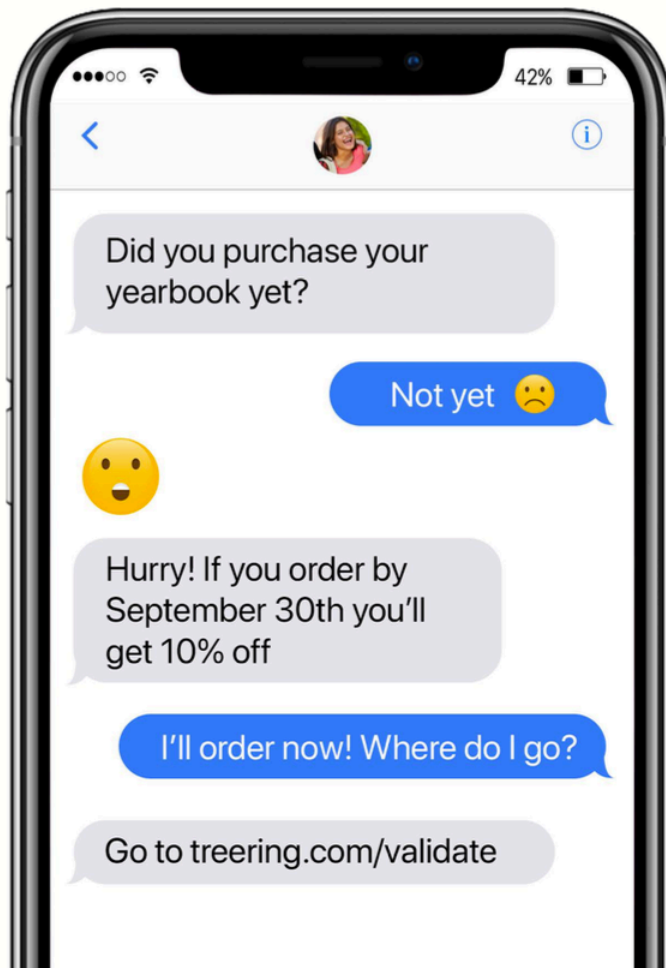 42%
Did you purchase your
yearbook yet?
Not yet ☹️
😮
Hurry! If you order by
September 30th you’ll
get 10% off
I’ll order now! Where do I go?
Go to treering.com/validate